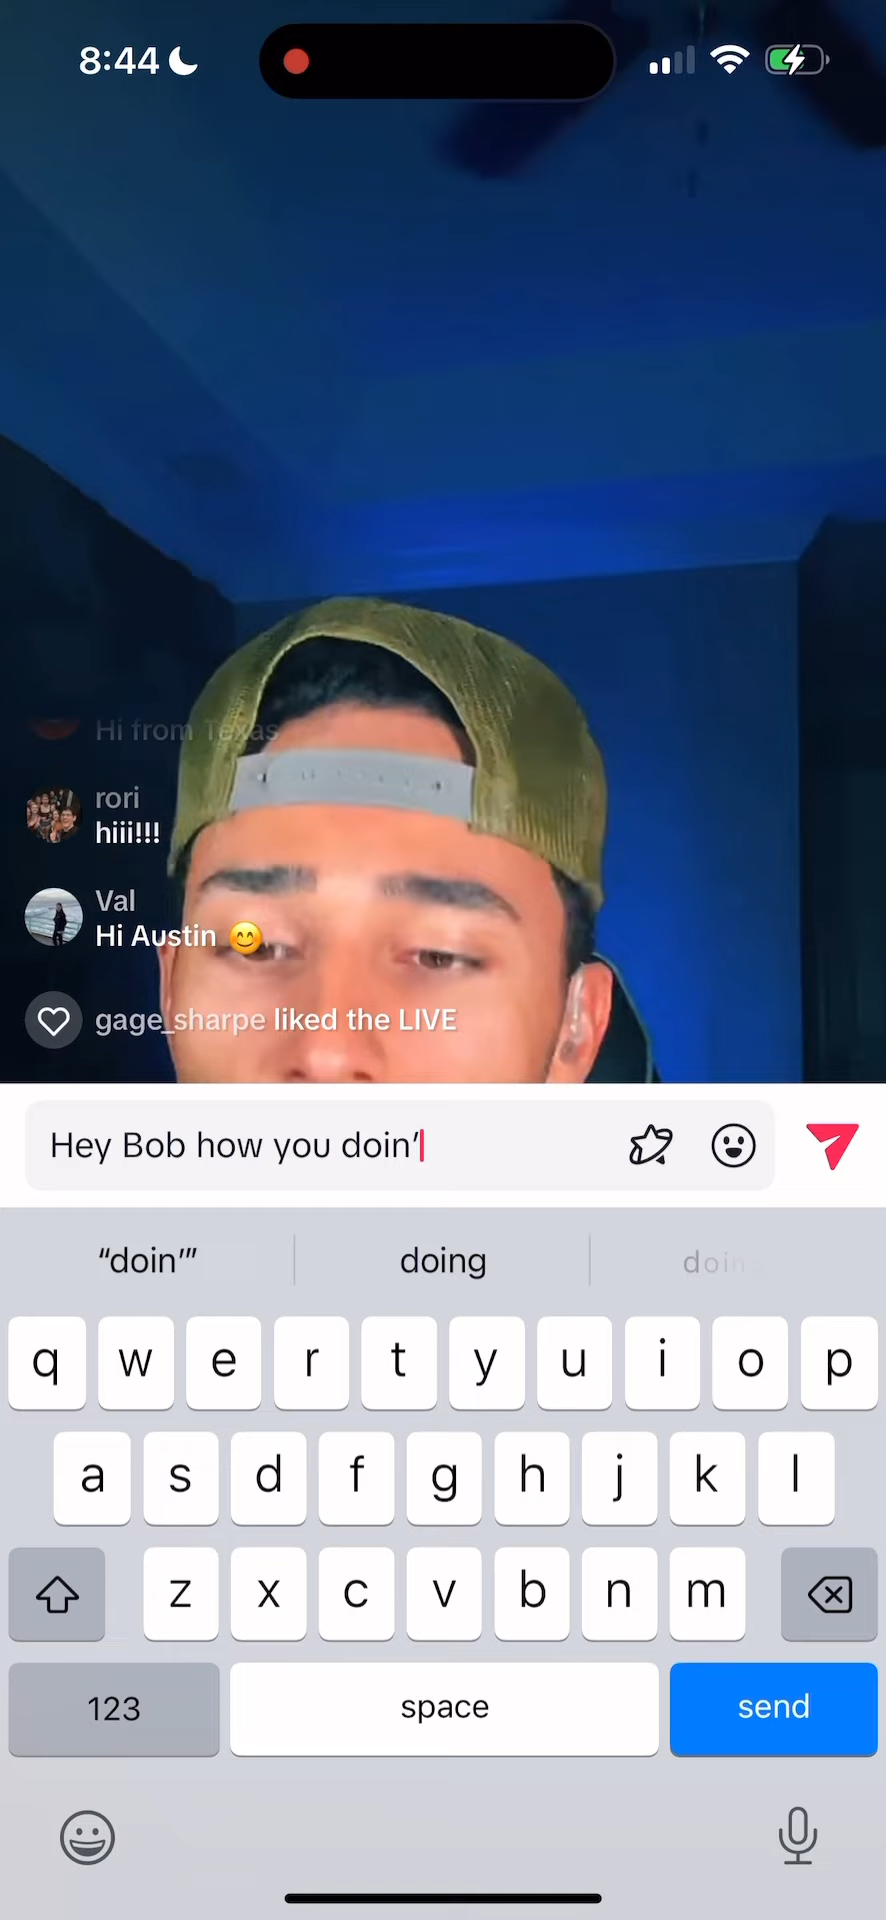 8:44
Hi from Texas
rori
hiii!!!
Val
Hi Austin 😊
gage_sharpe liked the LIVE
Hey Bob how you doin’
“doin’” doing
q w e r t y u i o p
a s d f g h j k l
z x c v b n m
123 space send